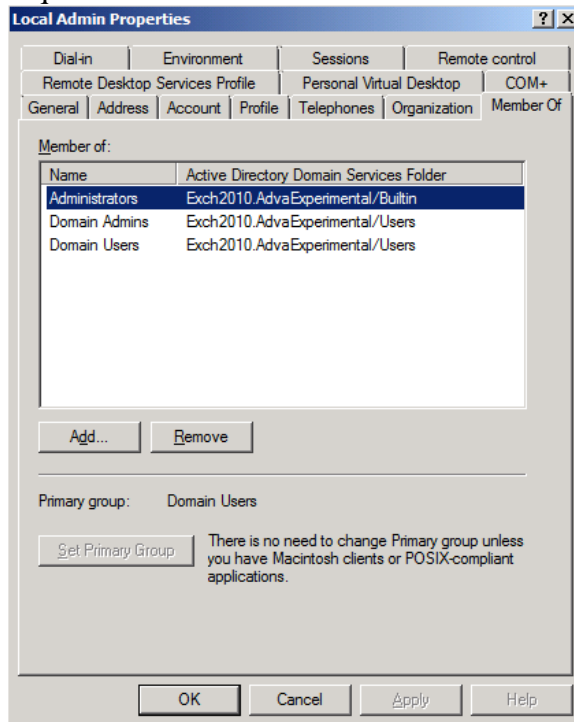 Local Admin Properties
Dial-in Environment Sessions Remote control
Remote Desktop Services Profile Personal Virtual Desktop COM+
General Address Account Profile Telephones Organization Member Of
Member of:
Name Active Directory Domain Services Folder
Administrators Exch2010.AdvaExperimental/Builtin
Domain Admins Exch2010.AdvaExperimental/Users
Domain Users Exch2010.AdvaExperimental/Users
Add... Remove
Primary group: Domain Users
Set Primary Group
There is no need to change Primary group unless
you have Macintosh clients or POSIX-compliant
applications.
OK Cancel Apply Help